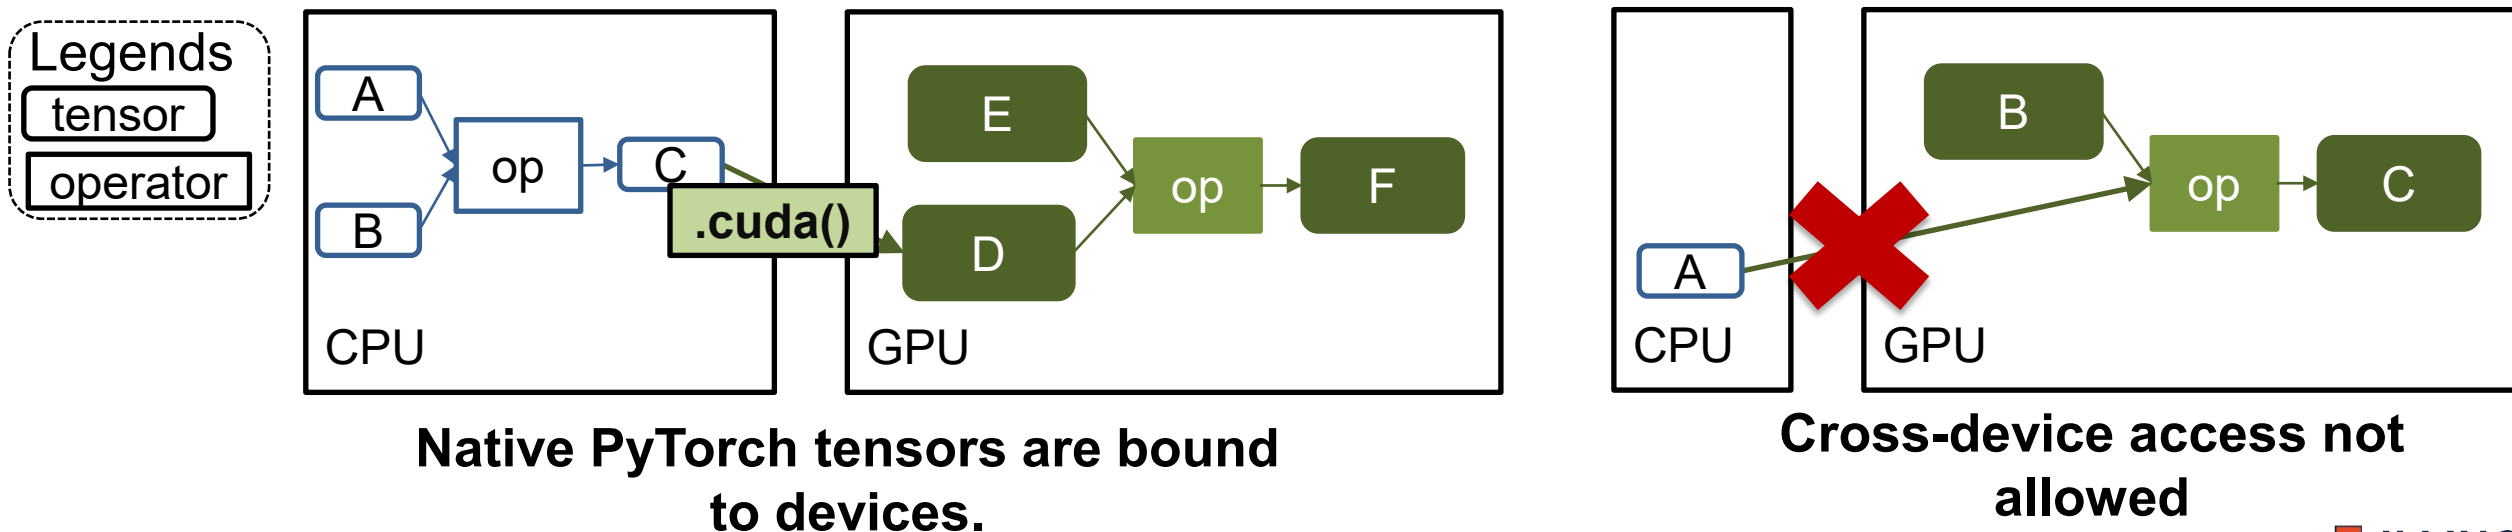 Legends
tensor
operator
A
B
op
C
.cuda()
CPU
E
D
op
F
GPU
Native PyTorch tensors are bound
to devices.
A
CPU
B
op
C
GPU
Cross-device access not
allowed